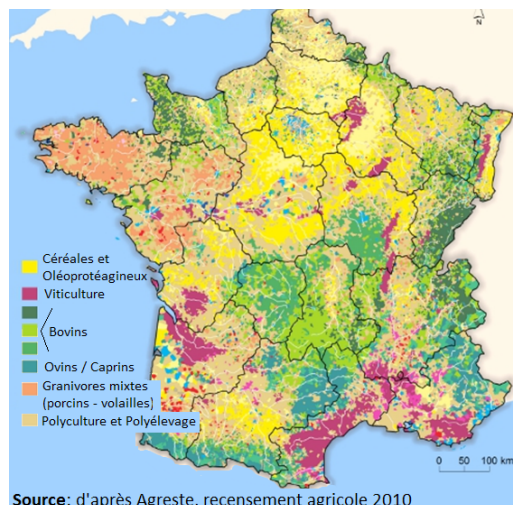 N
Céréales et
Oléoprotéagineux
Viticulture
Bovins
Ovins / Caprins
Granivores mixtes
(porcins - volailles)
Polyculture et Polyélevage
0 50 100 km
Source: d'après Agreste, recensement agricole 2010